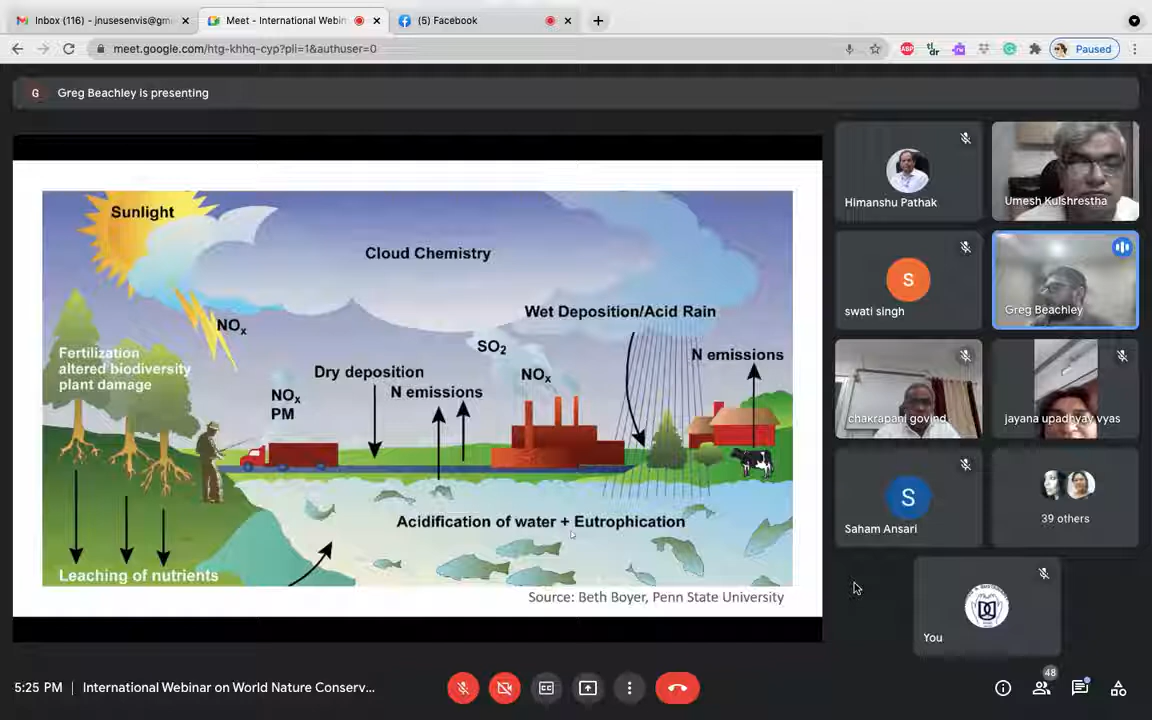 Inbox (116) - jnusesenvis@gm
Meet - International Webin
(5) Facebook
meet.google.com/htg-khhq-cyp?pli=1&authuser=0
ABP
tl;
dr
Paused
G
Greg Beachley is presenting
Sunlight
Cloud Chemistry
NOx
Wet Deposition/Acid Rain
SO2
N emissions
Fertilization
altered biodiversity
plant damage
Dry deposition
NOx
N emissions
NOx
PM
Acidification of water + Eutrophication
Leaching of nutrients
Source: Beth Boyer, Penn State University
Himanshu Pathak
Umesh Kulshrestha
S
swati singh
Greg Beachley
chakrapani govind
jayana upadhyay vyas
S
Saham Ansari
39 others
You
5:25 PM | International Webinar on World Nature Conserv...
CC
48